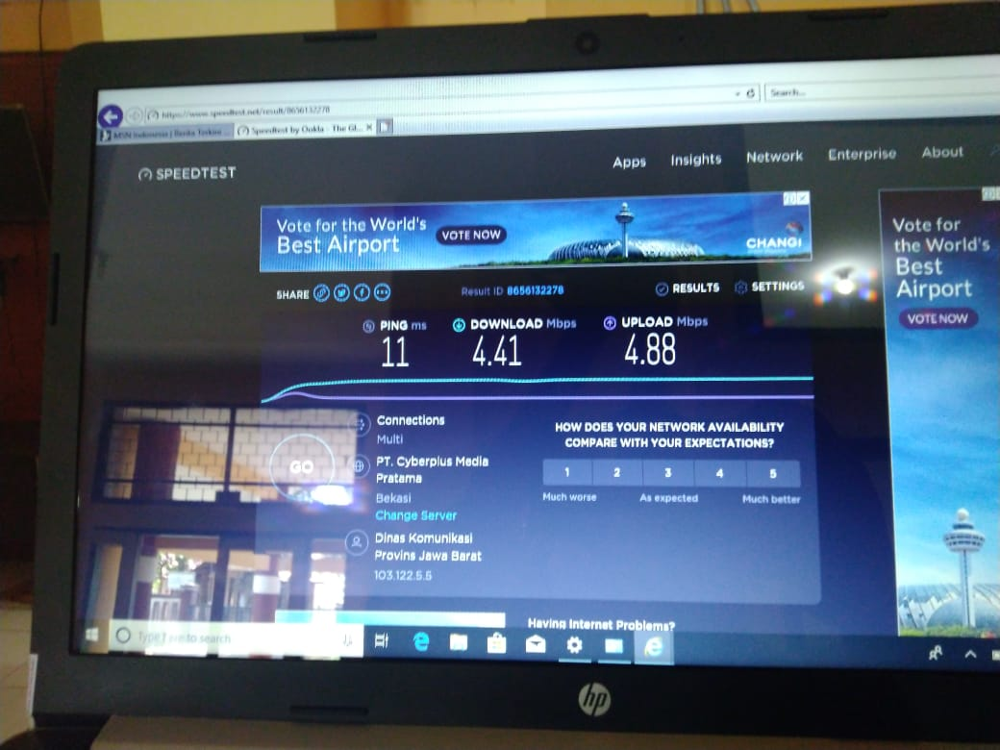 https://www.speedtest.net/result/8656132278
Search...
MSN Indonesia | Berita Terkini ...
Speedtest by Ookla - The Gl...
SPEEDTEST
Apps
Insights
Network
Enterprise
About
Vote for the World's
Best Airport
VOTE NOW
CHANGI
Vote for
the World's
Best
Airport
VOTE NOW
SHARE
Result ID 8656132278
RESULTS
SETTINGS
PING ms
11
DOWNLOAD Mbps
4.41
UPLOAD Mbps
4.88
GO
Connections
Multi
PT. Cyberplus Media
Pratama
Bekasi
Change Server
Dinas Komunikasi
Provins Jawa Barat
103.122.5.5
HOW DOES YOUR NETWORK AVAILABILITY
COMPARE WITH YOUR EXPECTATIONS?
1 2 3 4 5
Much worse As expected Much better
Having Internet Problems?
Type here to search
hp